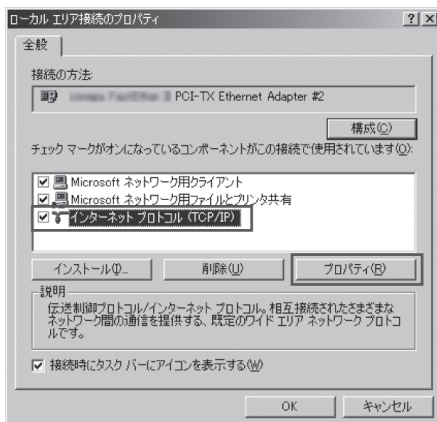 ローカル エリア接続のプロパティ
全般
接続の方法:
PCI-TX Ethernet Adapter #2
構成(C)
チェック マークがオンになっているコンポーネントがこの接続で使用されています(O):
Microsoft ネットワーク用クライアント
Microsoft ネットワーク用ファイルとプリンタ共有
インターネット プロトコル (TCP/IP)
インストール(I)...
削除(U)
プロパティ(R)
説明
伝送制御プロトコル/インターネット プロトコル。相互接続されたさまざまな
ネットワーク間の通信を提供する、既定のワイド エリア ネットワーク プロトコ
ルです。
接続時にタスク バーにアイコンを表示する(W)
OK
キャンセル